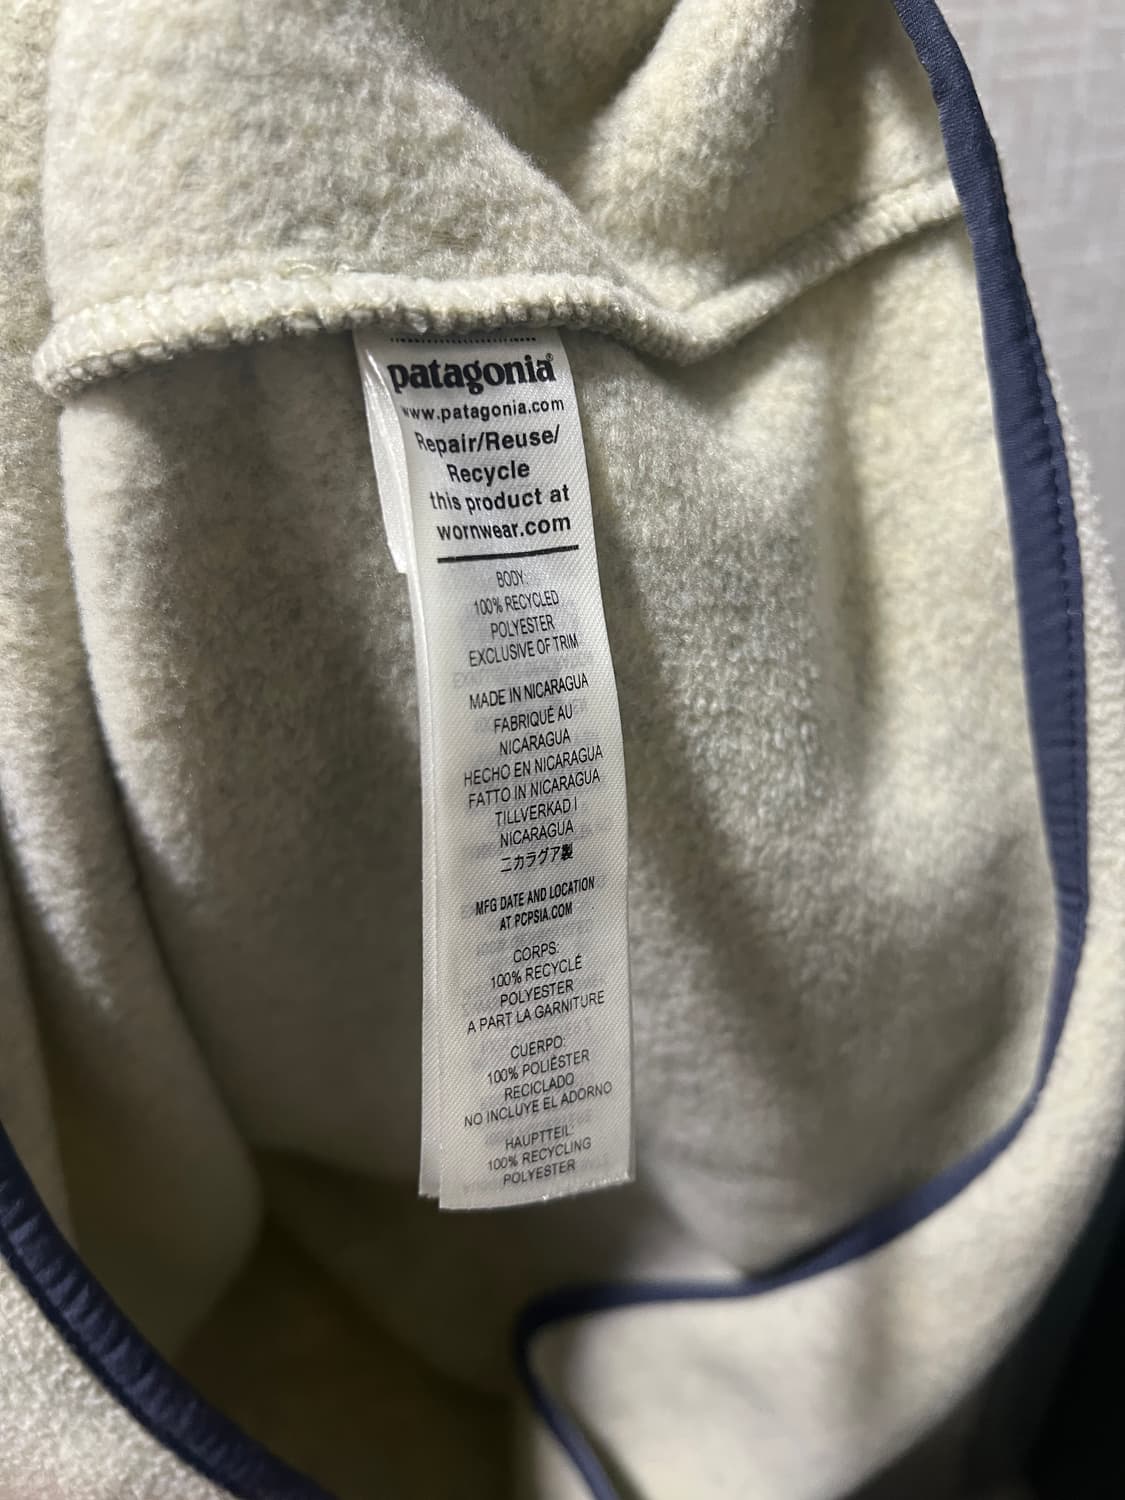 patagonia®
www.patagonia.com
Repair/Reuse/
Recycle
this product at
wornwear.com
BODY:
100% RECYCLED
POLYESTER
EXCLUSIVE OF TRIM
MADE IN NICARAGUA
FABRIQUÉ AU
NICARAGUA
HECHO EN NICARAGUA
FATTO IN NICARAGUA
TILLVERKAD I
NICARAGUA
ニカラグア製
MFG DATE AND LOCATION
AT PCPSIA.COM
CORPS:
100% RECYCLÉ
POLYESTER
A PART LA GARNITURE
CUERPO:
100% POLIÉSTER
RECICLADO
NO INCLUYE EL ADORNO
HAUPTTEIL:
100% RECYCLING
POLYESTER